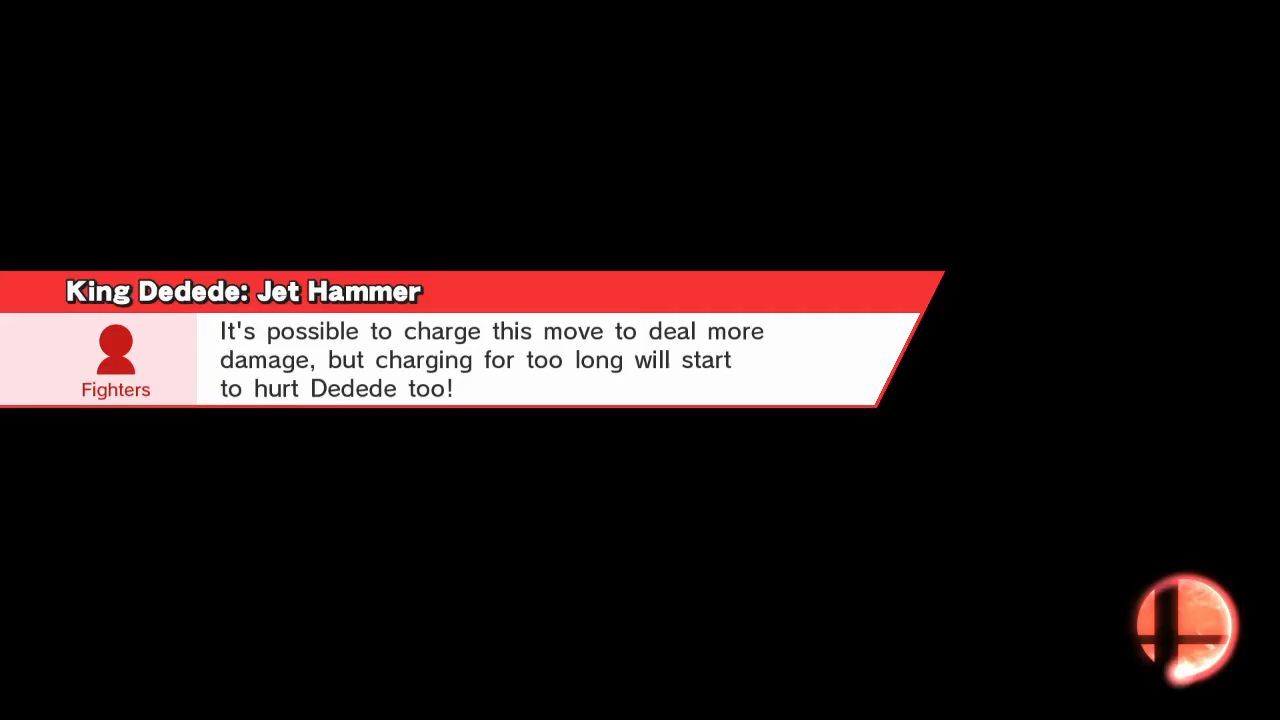 King Dedede: Jet Hammer
Fighters
It's possible to charge this move to deal more
damage, but charging for too long will start
to hurt Dedede too!